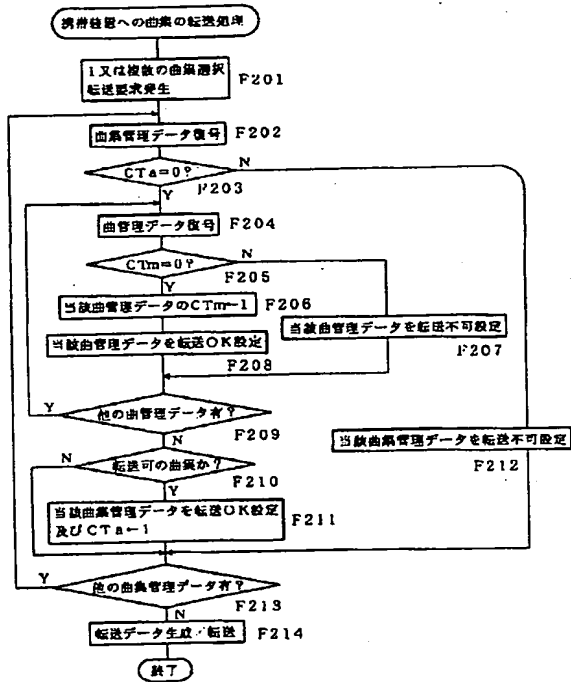 携帯装置への曲集の転送処理
1又は複数の曲集選択
転送要求発生
F201
曲集管理データ復号
F202
CTa=0?
N
F203
Y
曲管理データ復号
F204
CTm=0?
N
F205
Y
当該曲管理データのCTm←1
F206
当該曲管理データを転送不可設定
F207
当該曲管理データを転送OK設定
F208
Y
他の曲管理データ有?
F209
N
当該曲集管理データを転送不可設定
F212
N
転送可の曲集か?
F210
Y
当該曲集管理データを転送OK設定
及びCTa←1
F211
Y
他の曲集管理データ有?
F213
N
転送データ生成/転送
F214
終了